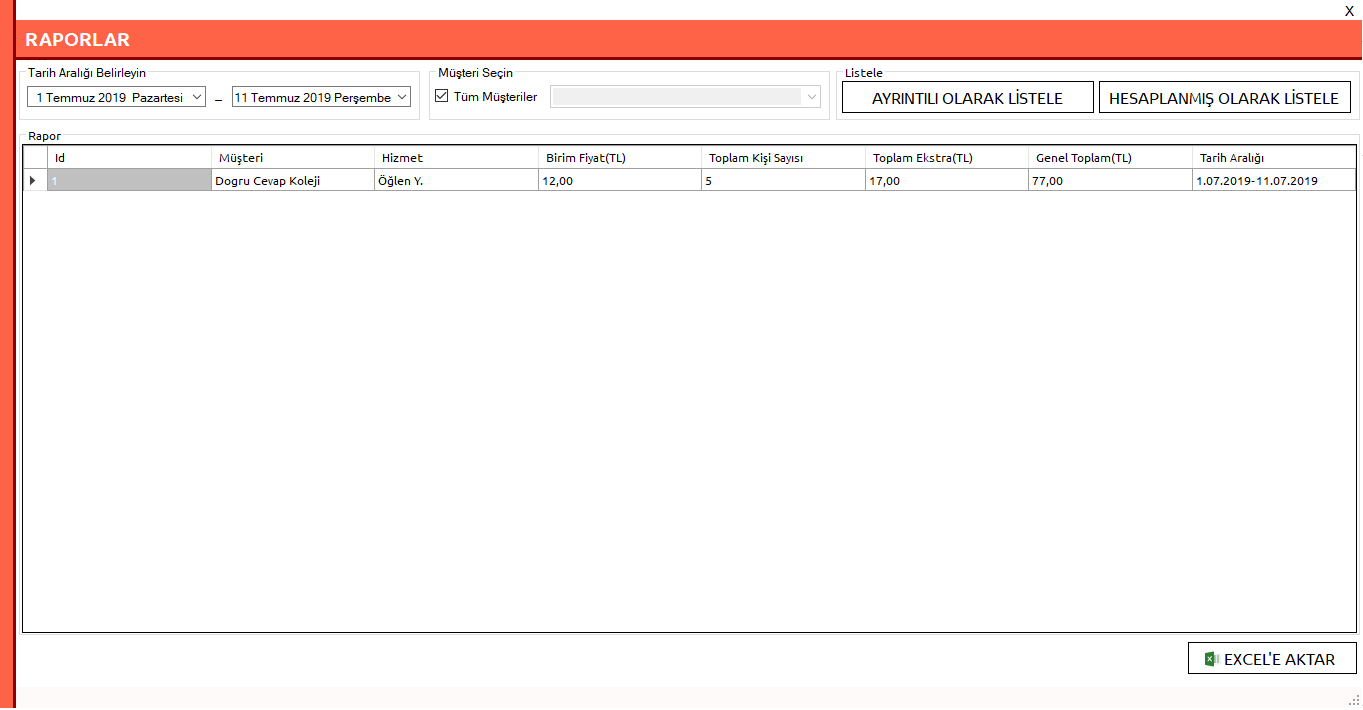 X
RAPORLAR
Tarih Aralığı Belirleyin
1 Temmuz 2019 Pazartesi – 11 Temmuz 2019 Perşembe
Müşteri Seçin
Tüm Müşteriler
Listele
AYRINTILI OLARAK LİSTELE HESAPLANMIŞ OLARAK LİSTELE
Rapor
Id Müşteri Hizmet Birim Fiyat(TL) Toplam Kişi Sayısı Toplam Ekstra(TL) Genel Toplam(TL) Tarih Aralığı
1 Dogru Cevap Koleji Öğlen Y. 12,00 5 17,00 77,00 1.07.2019-11.07.2019
EXCEL'E AKTAR